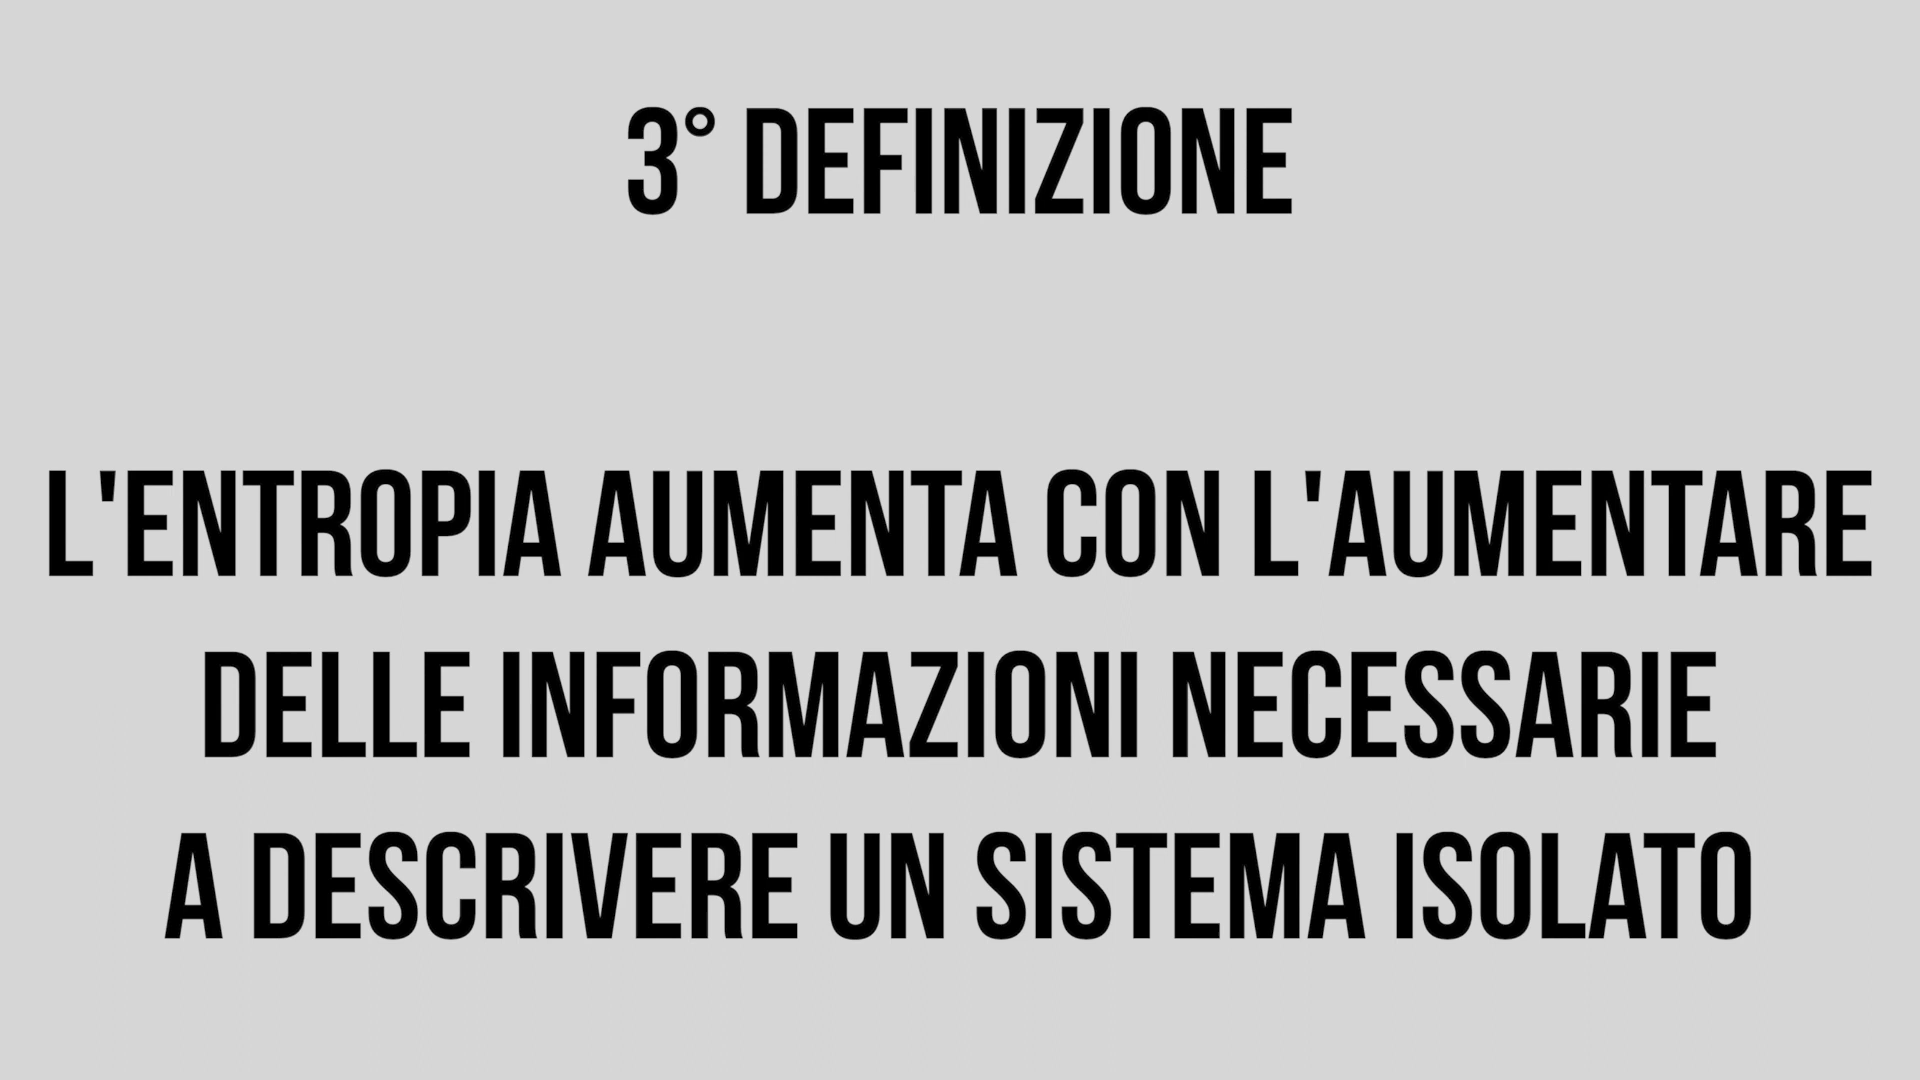 3° DEFINIZIONE
L'ENTROPIA AUMENTA CON L'AUMENTARE
DELLE INFORMAZIONI NECESSARIE
A DESCRIVERE UN SISTEMA ISOLATO